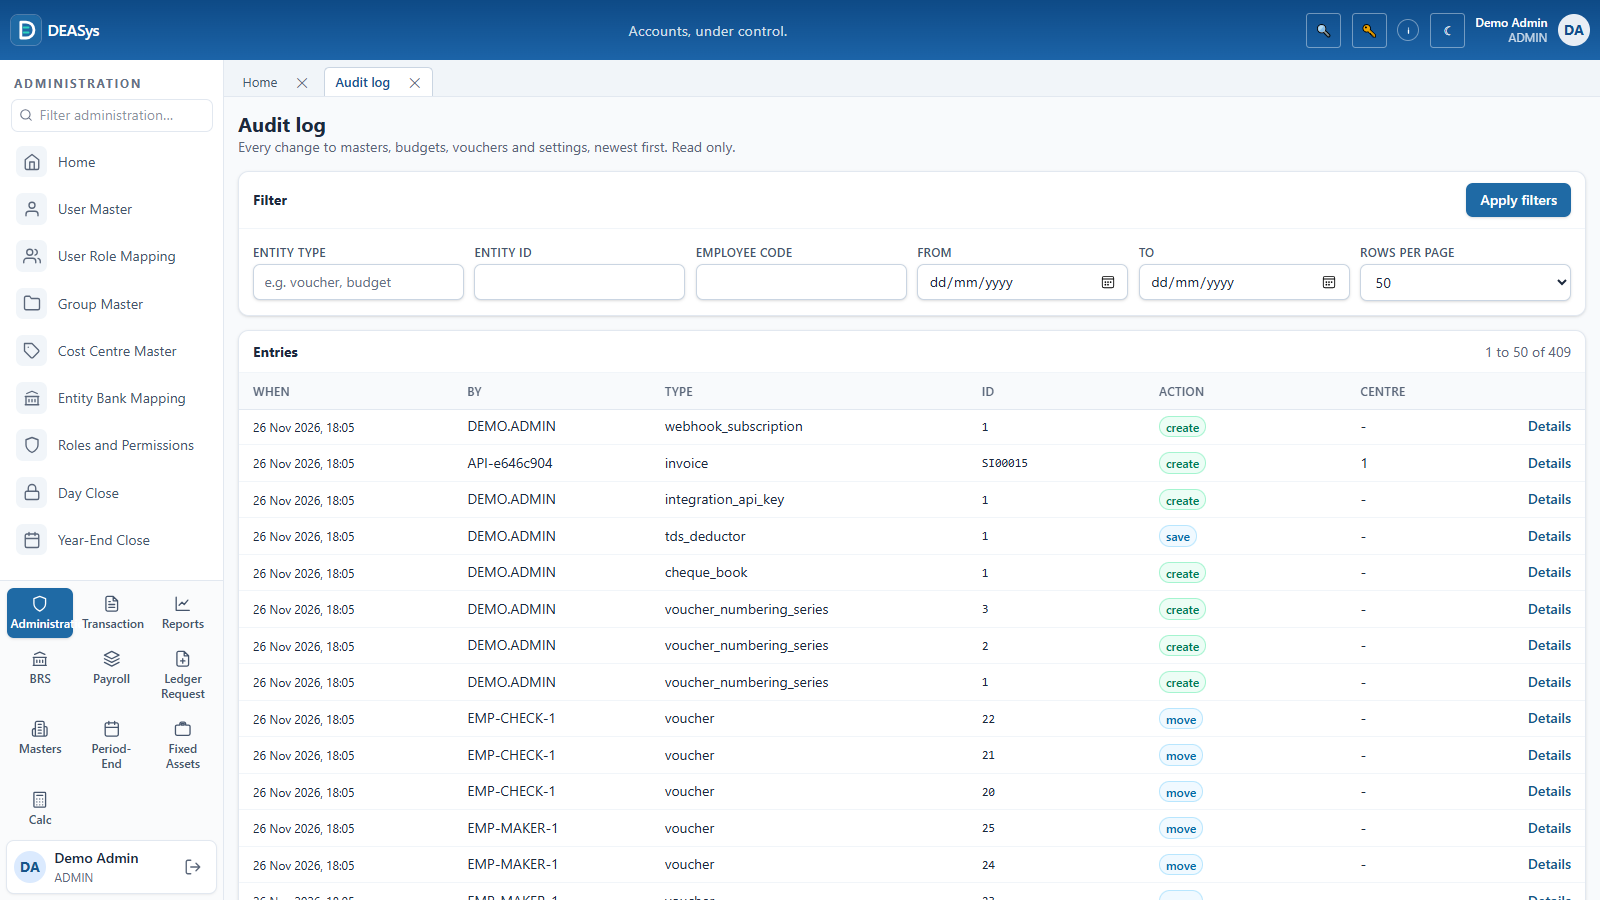 DEASys
Accounts, under control.
Demo Admin
ADMIN
DA
ADMINISTRATION
Filter administration...
Home
User Master
User Role Mapping
Group Master
Cost Centre Master
Entity Bank Mapping
Roles and Permissions
Day Close
Year-End Close
Administrat
Transaction
Reports
BRS
Payroll
Ledger Request
Masters
Period-End
Fixed Assets
Calc
DA
Demo Admin
ADMIN
Home
Audit log
Audit log
Every change to masters, budgets, vouchers and settings, newest first. Read only.
Filter
Apply filters
ENTITY TYPE ENTITY ID EMPLOYEE CODE FROM TO ROWS PER PAGE
e.g. voucher, budget dd/mm/yyyy dd/mm/yyyy 50
Entries
1 to 50 of 409
WHEN BY TYPE ID ACTION CENTRE
26 Nov 2026, 18:05 DEMO.ADMIN webhook_subscription 1 create - Details
26 Nov 2026, 18:05 API-e646c904 invoice SI00015 create 1 Details
26 Nov 2026, 18:05 DEMO.ADMIN integration_api_key 1 create - Details
26 Nov 2026, 18:05 DEMO.ADMIN tds_deductor 1 save - Details
26 Nov 2026, 18:05 DEMO.ADMIN cheque_book 1 create - Details
26 Nov 2026, 18:05 DEMO.ADMIN voucher_numbering_series 3 create - Details
26 Nov 2026, 18:05 DEMO.ADMIN voucher_numbering_series 2 create - Details
26 Nov 2026, 18:05 DEMO.ADMIN voucher_numbering_series 1 create - Details
26 Nov 2026, 18:05 EMP-CHECK-1 voucher 22 move - Details
26 Nov 2026, 18:05 EMP-CHECK-1 voucher 21 move - Details
26 Nov 2026, 18:05 EMP-CHECK-1 voucher 20 move - Details
26 Nov 2026, 18:05 EMP-MAKER-1 voucher 25 move - Details
26 Nov 2026, 18:05 EMP-MAKER-1 voucher 24 move - Details